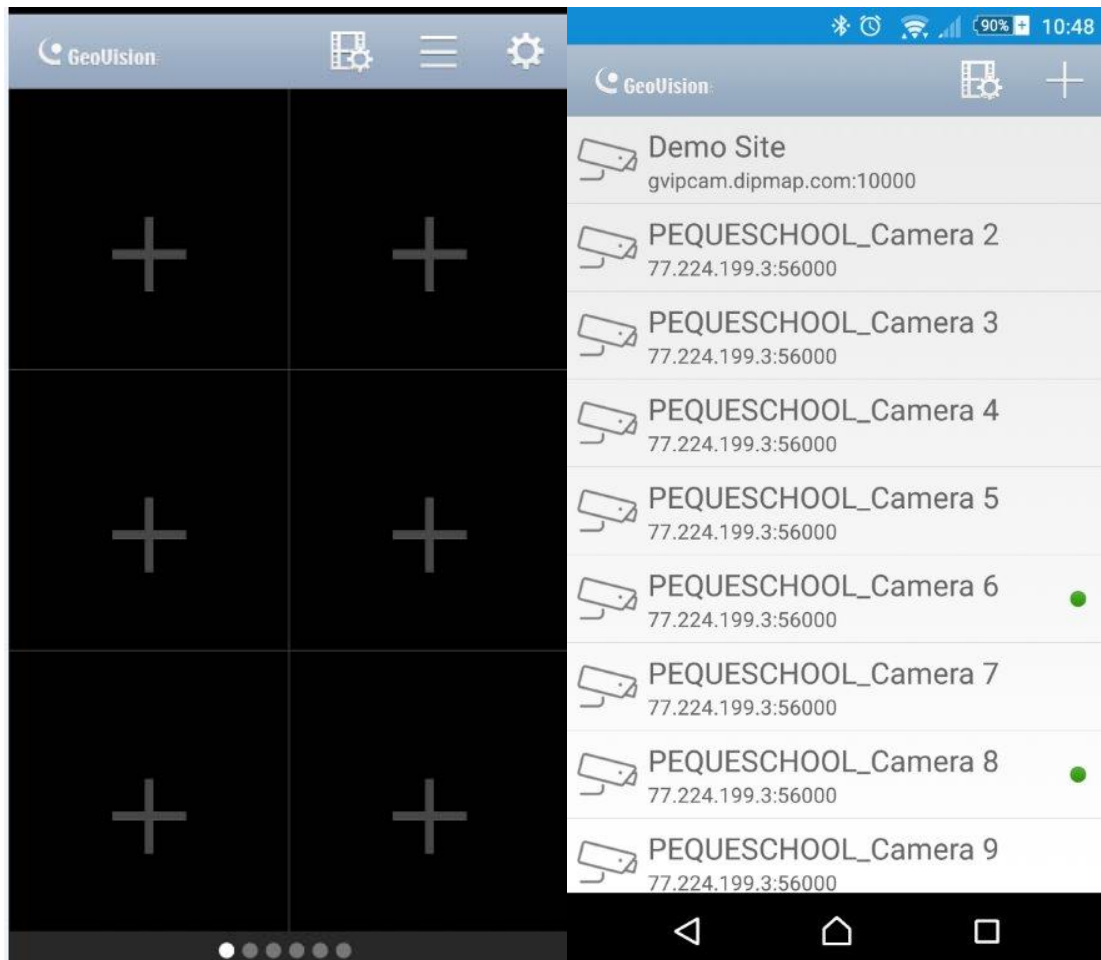 GeoVision
90%
10:48
GeoVision
Demo Site
gvipcam.dipmap.com:10000
PEQUESCHOOL_Camera 2
77.224.199.3:56000
PEQUESCHOOL_Camera 3
77.224.199.3:56000
PEQUESCHOOL_Camera 4
77.224.199.3:56000
PEQUESCHOOL_Camera 5
77.224.199.3:56000
PEQUESCHOOL_Camera 6
77.224.199.3:56000
PEQUESCHOOL_Camera 7
77.224.199.3:56000
PEQUESCHOOL_Camera 8
77.224.199.3:56000
PEQUESCHOOL_Camera 9
77.224.199.3:56000